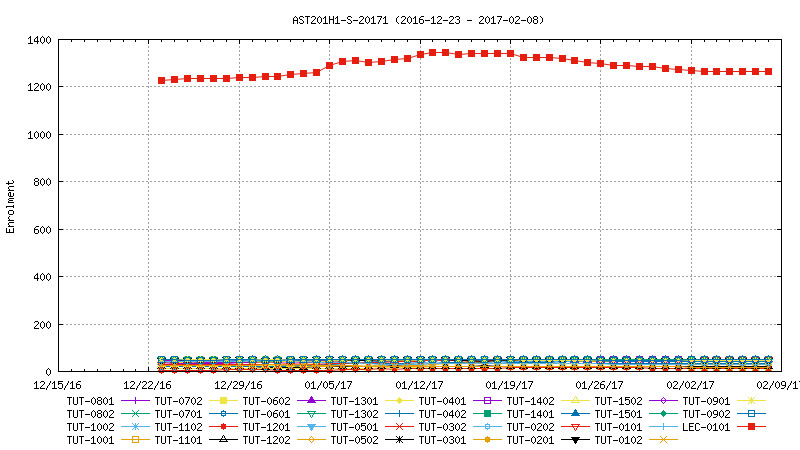 AST201H1-S-20171 (2016-12-23 - 2017-02-08)
1400
1200
1000
800
600
400
200
0
Enrolment
12/15/16 12/22/16 12/29/16 01/05/17 01/12/17 01/19/17 01/26/17 02/02/17 02/09/17
TUT-0801 TUT-0702 TUT-0602 TUT-1301 TUT-0401 TUT-1402 TUT-1502 TUT-0901
TUT-0802 TUT-0701 TUT-0601 TUT-1302 TUT-0402 TUT-1401 TUT-1501 TUT-0902
TUT-1002 TUT-1102 TUT-1201 TUT-0501 TUT-0302 TUT-0202 TUT-0101 LEC-0101
TUT-1001 TUT-1101 TUT-1202 TUT-0502 TUT-0301 TUT-0201 TUT-0102